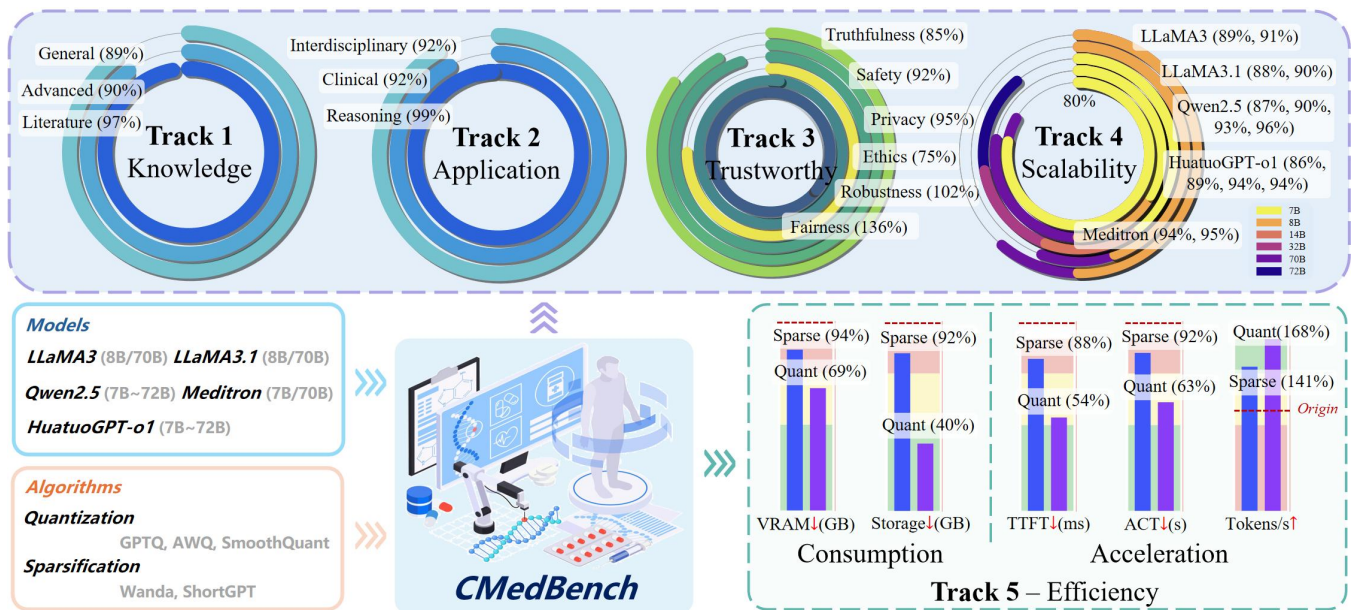 General (89%)
Advanced (90%)
Literature (97%)
Track 1
Knowledge
Interdisciplinary (92%)
Clinical (92%)
Reasoning (99%)
Track 2
Application
Truthfulness (85%)
Safety (92%)
Privacy (95%)
Ethics (75%)
Robustness (102%)
Fairness (136%)
Track 3
Trustworthy
LLaMA3 (89%, 91%)
LLaMA3.1 (88%, 90%)
80%
Qwen2.5 (87%, 90%,
93%, 96%)
Track 4
Scalability
HuatuoGPT-o1 (86%,
89%, 94%, 94%)
Meditron (94%, 95%)
7B
8B
14B
32B
70B
72B
Models
LLaMA3 (8B/70B) LLaMA3.1 (8B/70B)
Qwen2.5 (7B~72B) Meditron (7B/70B)
HuatuoGPT-o1 (7B~72B)
Algorithms
Quantization
GPTQ, AWQ, SmoothQuant
Sparsification
Wanda, ShortGPT
CMedBench
Sparse (94%)
Quant (69%)
VRAM↓(GB)
Sparse (92%)
Quant (40%)
Storage↓(GB)
Consumption
Sparse (88%)
Quant (54%)
TTFT↓(ms)
Sparse (92%)
Quant (63%)
ACT↓(s)
Quant(168%)
Sparse (141%)
Origin
Tokens/s↑
Acceleration
Track 5 – Efficiency